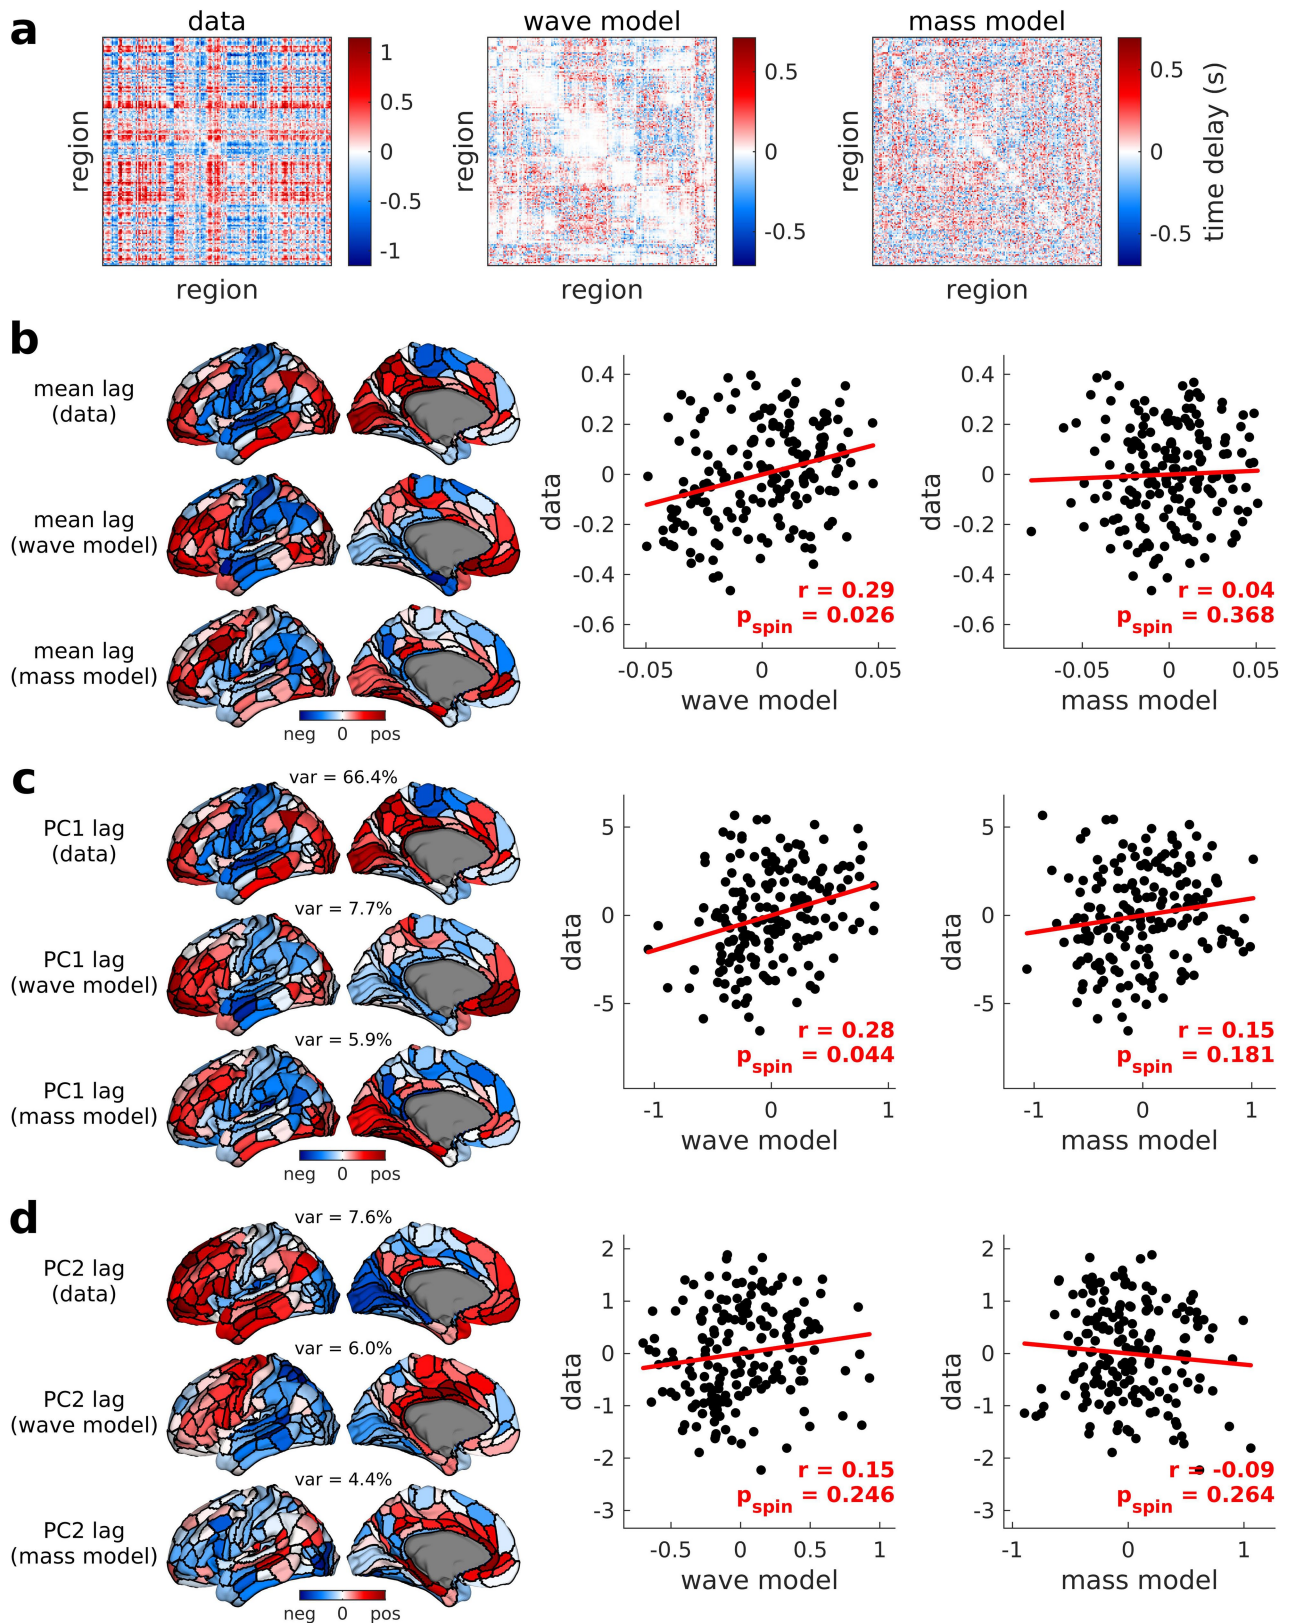 a
data
wave model
mass model
1
0.5
0
-0.5
-1
0.5
0
-0.5
0.5
0
-0.5
time delay (s)
region
region
region
region
region
region
b
mean lag
(data)
mean lag
(wave model)
mean lag
(mass model)
neg 0 pos
0.4
0.2
0
-0.2
-0.4
-0.6
data
r = 0.29
pspin = 0.026
-0.05 0 0.05
wave model
0.4
0.2
0
-0.2
-0.4
-0.6
data
r = 0.04
pspin = 0.368
-0.05 0 0.05
mass model
c
var = 66.4%
PC1 lag
(data)
var = 7.7%
PC1 lag
(wave model)
var = 5.9%
PC1 lag
(mass model)
neg 0 pos
5
0
-5
data
r = 0.28
pspin = 0.044
-1 0 1
wave model
5
0
-5
data
r = 0.15
pspin = 0.181
-1 0 1
mass model
d
var = 7.6%
PC2 lag
(data)
var = 6.0%
PC2 lag
(wave model)
var = 4.4%
PC2 lag
(mass model)
neg 0 pos
2
1
0
-1
-2
-3
data
r = 0.15
pspin = 0.246
-0.5 0 0.5 1
wave model
2
1
0
-1
-2
-3
data
r = -0.09
pspin = 0.264
-1 0 1
mass model